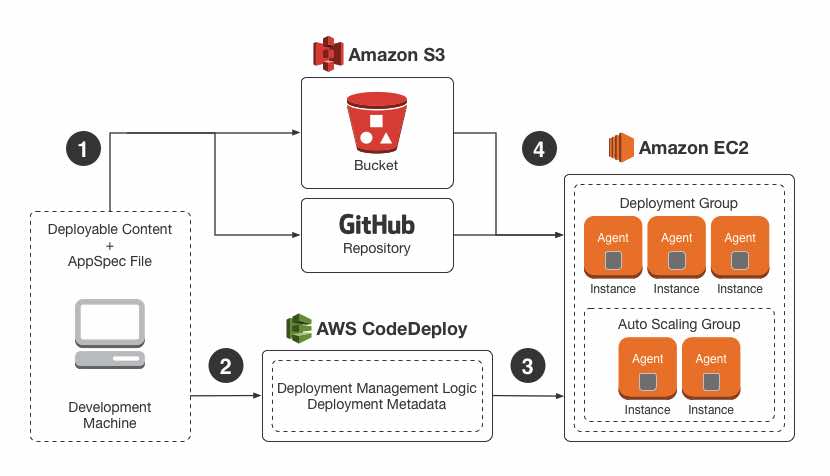 Amazon S3
1
Bucket
4
Amazon EC2
GitHub
Repository
Deployable Content
+
AppSpec File
Development
Machine
AWS CodeDeploy
2
Deployment Management Logic
Deployment Metadata
3
Deployment Group
Agent Agent Agent
Instance Instance Instance
Auto Scaling Group
Agent Agent
Instance Instance